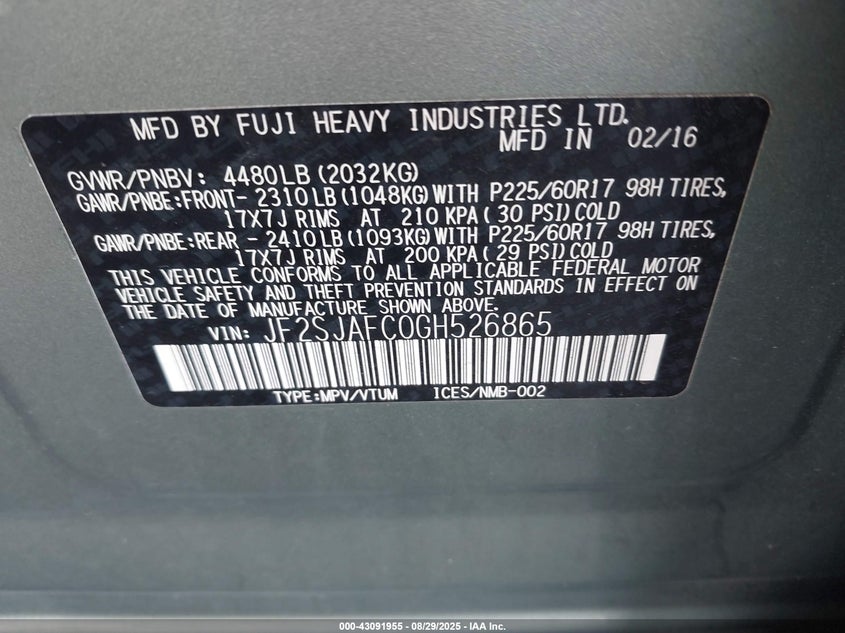 MFD BY FUJI HEAVY INDUSTRIES LTD.
MFD IN 02/16
GVWR/PNBV: 4480LB(2032KG)
GAWR/PNBE:FRONT- 2310LB(1048KG)WITH P225/60R17 98H TIRES,
17X7J RIMS AT 210 KPA( 30 PSI)COLD
GAWR/PNBE:REAR - 2410LB(1093KG)WITH P225/60R17 98H TIRES,
17X7J RIMS AT 200 KPA( 29 PSI)COLD
THIS VEHICLE CONFORMS TO ALL APPLICABLE FEDERAL MOTOR
VEHICLE SAFETY AND THEFT PREVENTION STANDARDS IN EFFECT ON
THE DATE OF MANUFACTURE SHOWN ABOVE.
VIN: JF2SJAFC0GH526865
TYPE:MPV/VTUM ICES/NMB-002
000-43091955 - 08/29/2025 - IAA Inc.